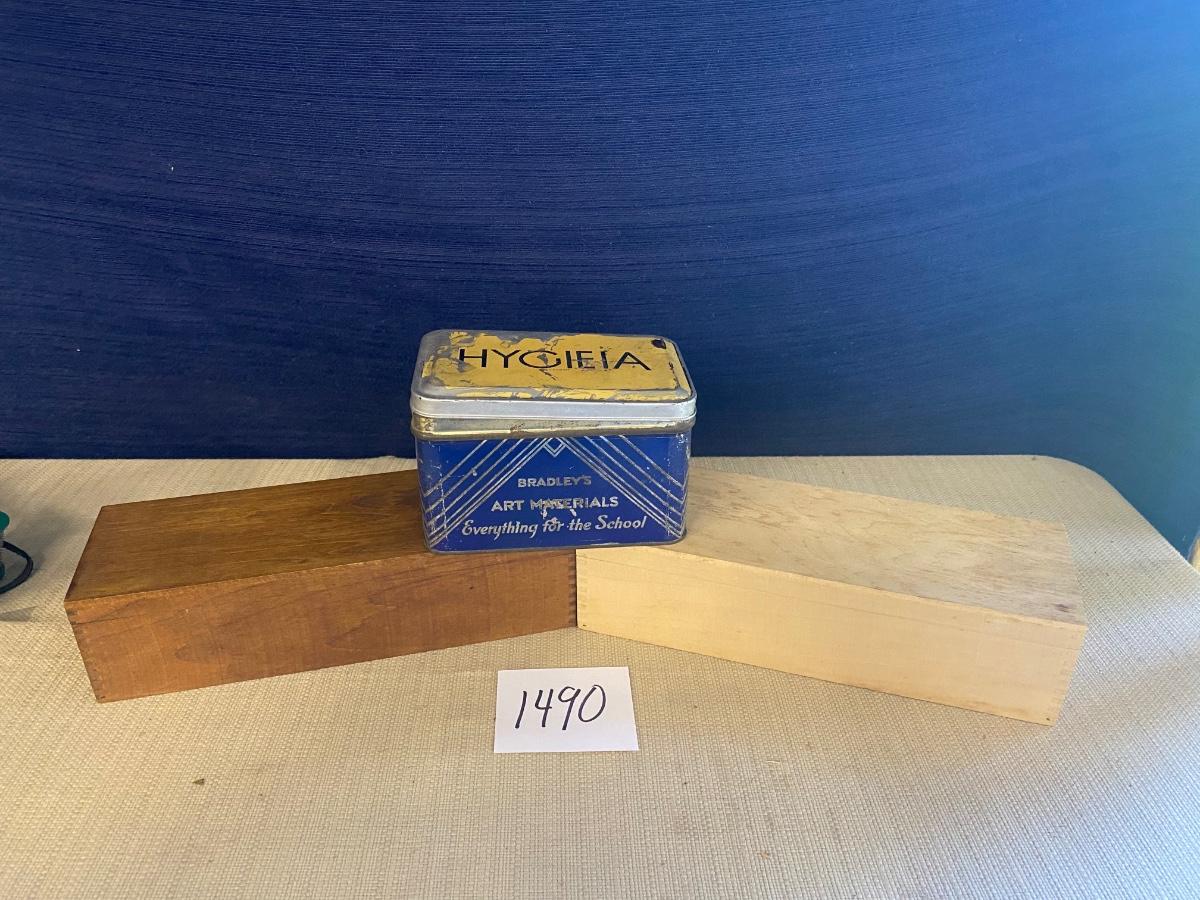 HYGIEIA
BRADLEY'S
ART MATERIALS
Everything for the School
1490